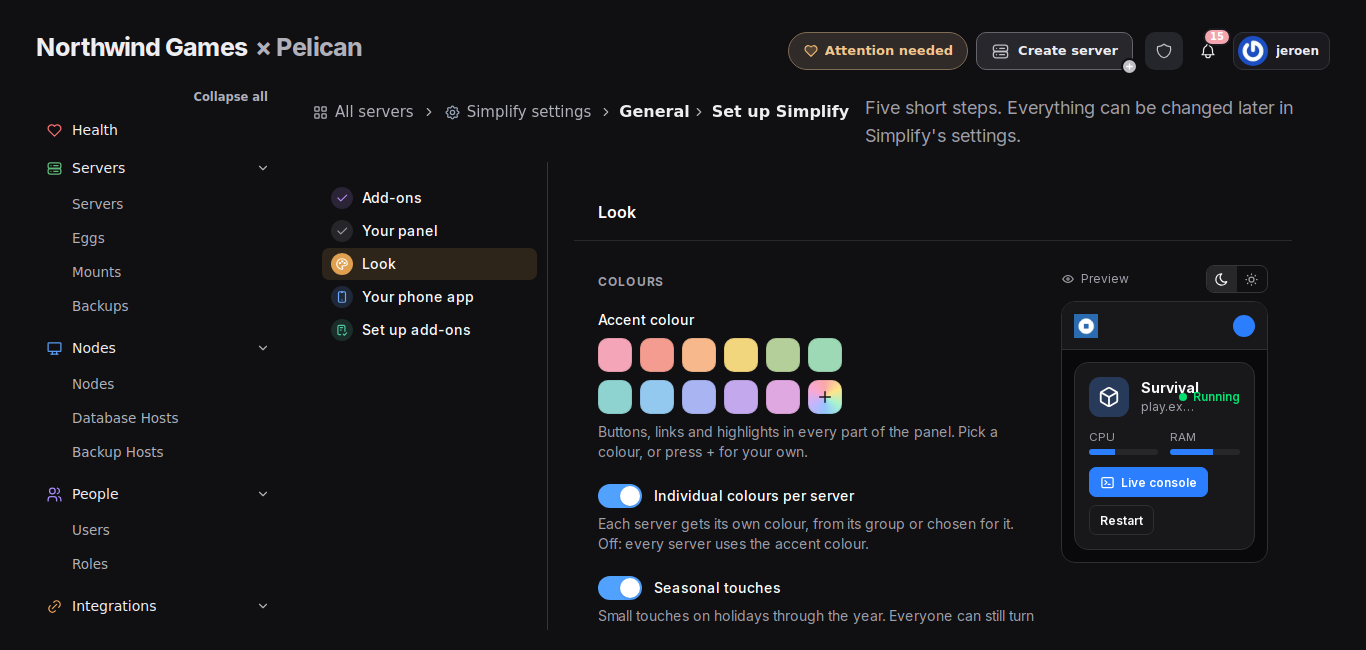 Northwind Games × Pelican
Attention needed
Create server
15
jeroen
Collapse all
All servers > Simplify settings > General > Set up Simplify
Five short steps. Everything can be changed later in
Simplify's settings.
Health
Servers
Servers
Eggs
Mounts
Backups
Nodes
Nodes
Database Hosts
Backup Hosts
People
Users
Roles
Integrations
Add-ons
Your panel
Look
Your phone app
Set up add-ons
Look
COLOURS
Accent colour
Buttons, links and highlights in every part of the panel. Pick a
colour, or press + for your own.
Individual colours per server
Each server gets its own colour, from its group or chosen for it.
Off: every server uses the accent colour.
Seasonal touches
Small touches on holidays through the year. Everyone can still turn
Preview
Survival
Running
play.ex...
CPU
RAM
Live console
Restart